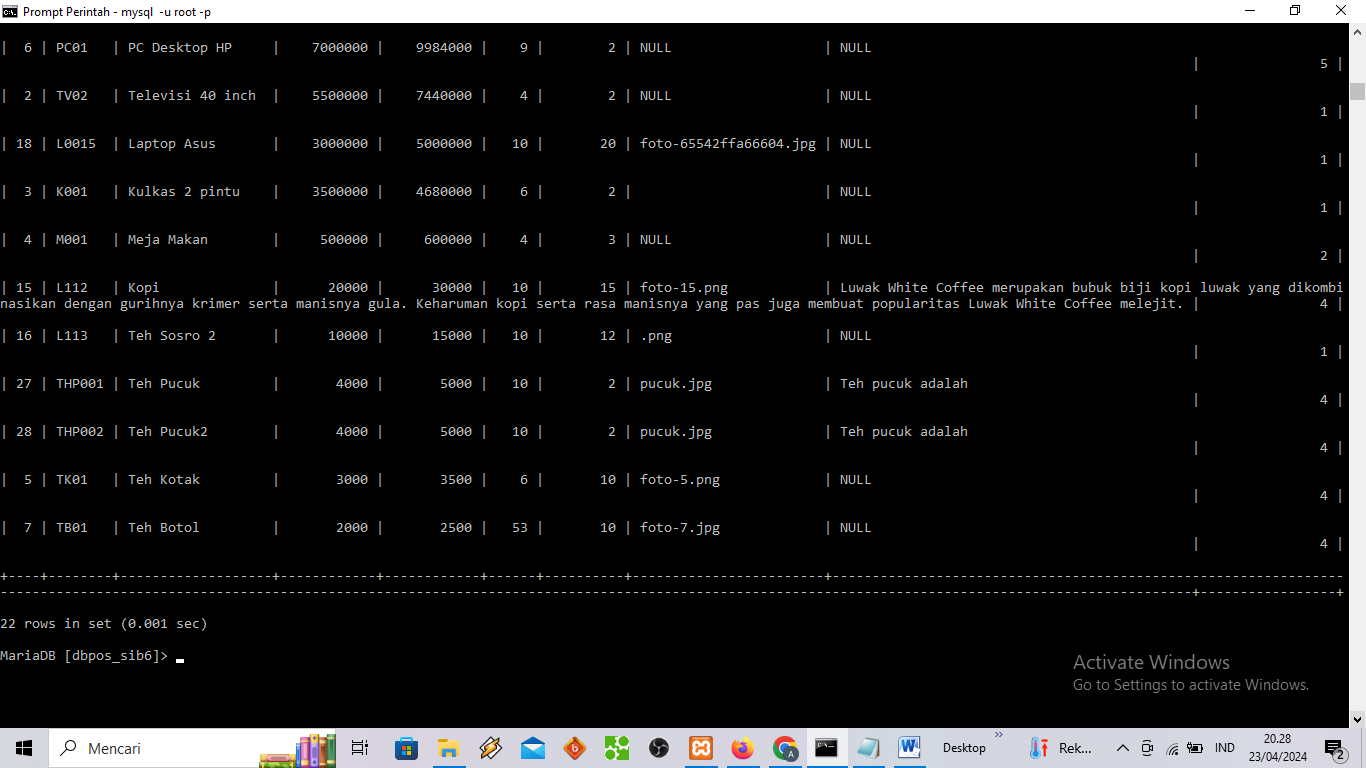 Prompt Perintah - mysql -u root -p
| 6 | PC01 | PC Desktop HP | 7000000 | 9984000 | 9 | 2 | NULL | NULL
| 5 |
| 2 | TV02 | Televisi 40 inch | 5500000 | 7440000 | 4 | 2 | NULL | NULL
| 1 |
| 18 | L0015 | Laptop Asus | 3000000 | 5000000 | 10 | 20 | foto-65542ffa66604.jpg | NULL
| 1 |
| 3 | K001 | Kulkas 2 pintu | 3500000 | 4680000 | 6 | 2 | | NULL
| 1 |
| 4 | M001 | Meja Makan | 500000 | 600000 | 4 | 3 | NULL | NULL
| 2 |
| 15 | L112 | Kopi | 20000 | 30000 | 10 | 15 | foto-15.png | Luwak White Coffee merupakan bubuk biji kopi luwak yang dikombi
nasikan dengan gurihnya krimer serta manisnya gula. Keharuman kopi serta rasa manisnya yang pas juga membuat popularitas Luwak White Coffee melejit. | 4 |
| 16 | L113 | Teh Sosro 2 | 10000 | 15000 | 10 | 12 | .png | NULL
| 1 |
| 27 | THP001 | Teh Pucuk | 4000 | 5000 | 10 | 2 | pucuk.jpg | Teh pucuk adalah
| 4 |
| 28 | THP002 | Teh Pucuk2 | 4000 | 5000 | 10 | 2 | pucuk.jpg | Teh pucuk adalah
| 4 |
| 5 | TK01 | Teh Kotak | 3000 | 3500 | 6 | 10 | foto-5.png | NULL
| 4 |
| 7 | TB01 | Teh Botol | 2000 | 2500 | 53 | 10 | foto-7.jpg | NULL
| 4 |
22 rows in set (0.001 sec)
MariaDB [dbpos_sib6]>
Activate Windows
Go to Settings to activate Windows.
Mencari
Desktop
Rek...
IND
20.28
23/04/2024
2